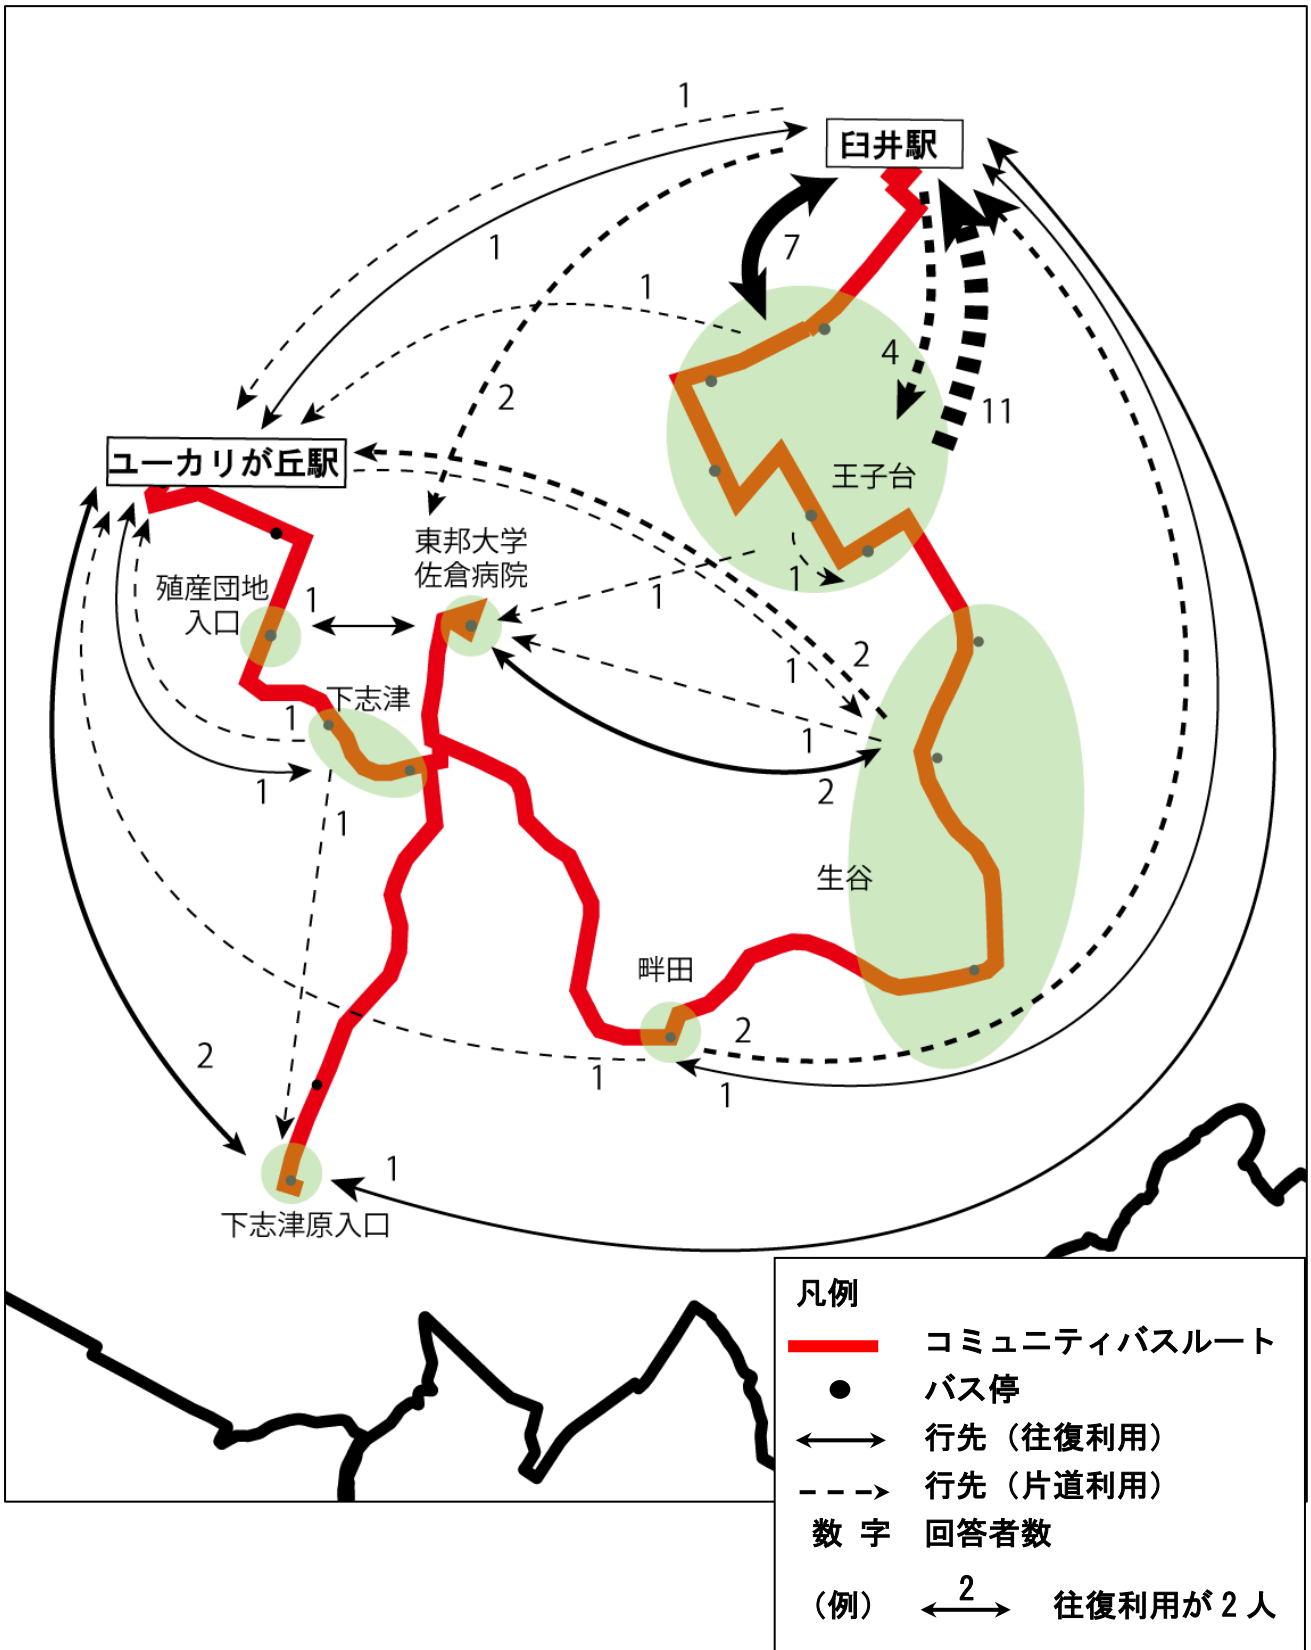 1
臼井駅
7
1
1
4
2
11
ユーカリが丘駅
王子台
東邦大学
佐倉病院
殖産団地
入口
1
1
1
2
1
下志津
1
1
2
1
1
生谷
畔田
2
2
1
1
1
下志津原入口
凡例
コミュニティバスルート
バス停
行先（往復利用）
行先（片道利用）
数 字 回答者数
（例） 2 往復利用が２人